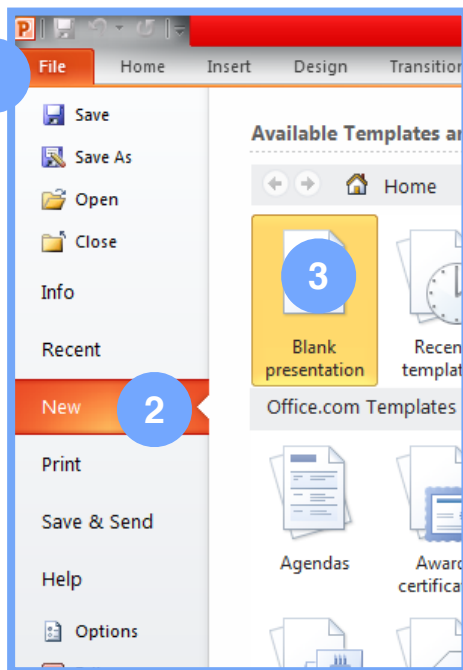 P
File Home Insert Design Transition
Save
Save As
Open
Close
Info
Recent
New 2
Print
Save & Send
Help
Options
Available Templates an
Home
3
Blank
presentation
Recen
templat
Office.com Templates
Agendas
Awar
certifica